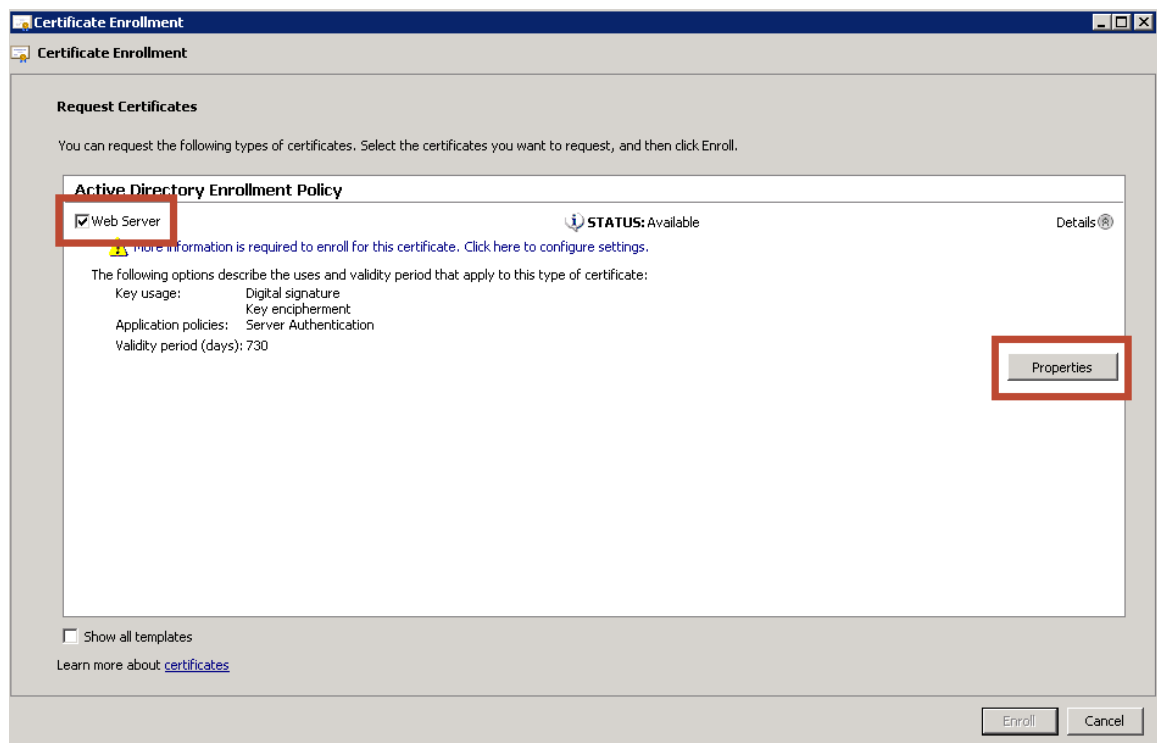 Certificate Enrollment
Certificate Enrollment
Request Certificates
You can request the following types of certificates. Select the certificates you want to request, and then click Enroll.
Active Directory Enrollment Policy
Web Server STATUS: Available Details
More information is required to enroll for this certificate. Click here to configure settings.
The following options describe the uses and validity period that apply to this type of certificate:
Key usage: Digital signature
Key encipherment
Application policies: Server Authentication
Validity period (days): 730
Properties
Show all templates
Learn more about certificates
Enroll Cancel